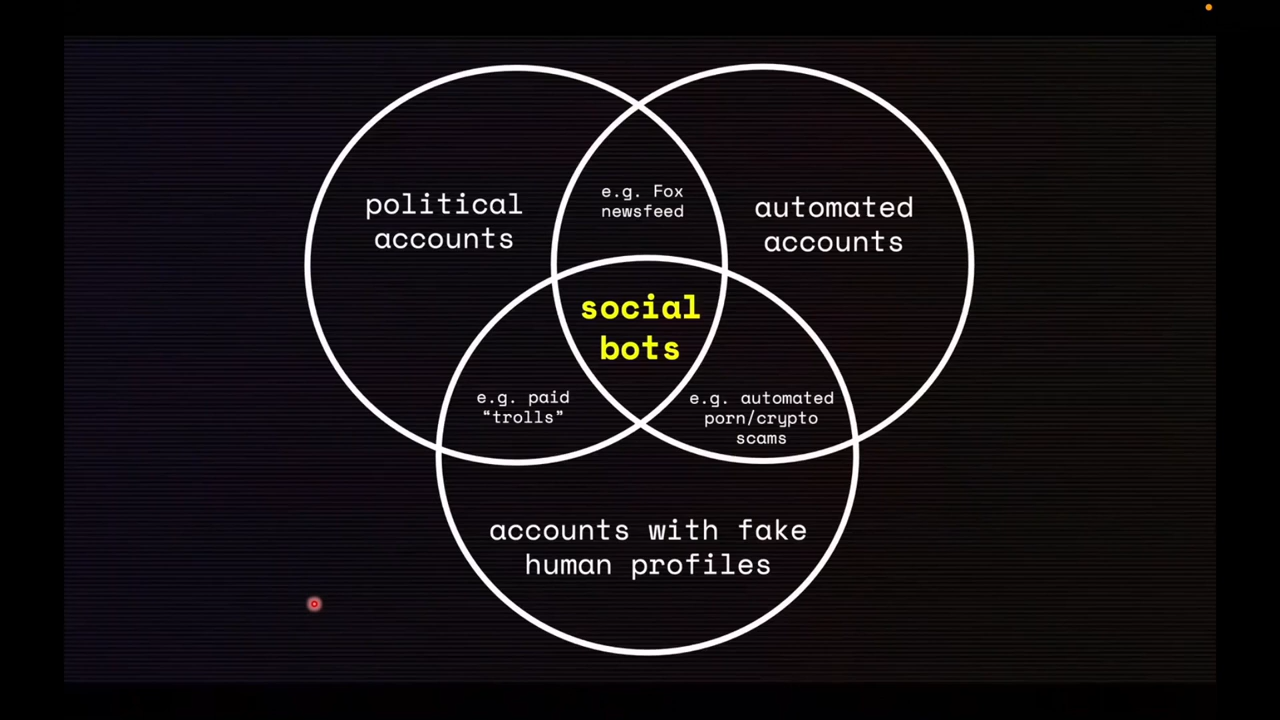 political
accounts
e.g. Fox
newsfeed
automated
accounts
social
bots
e.g. paid
“trolls”
e.g. automated
porn/crypto
scams
accounts with fake
human profiles